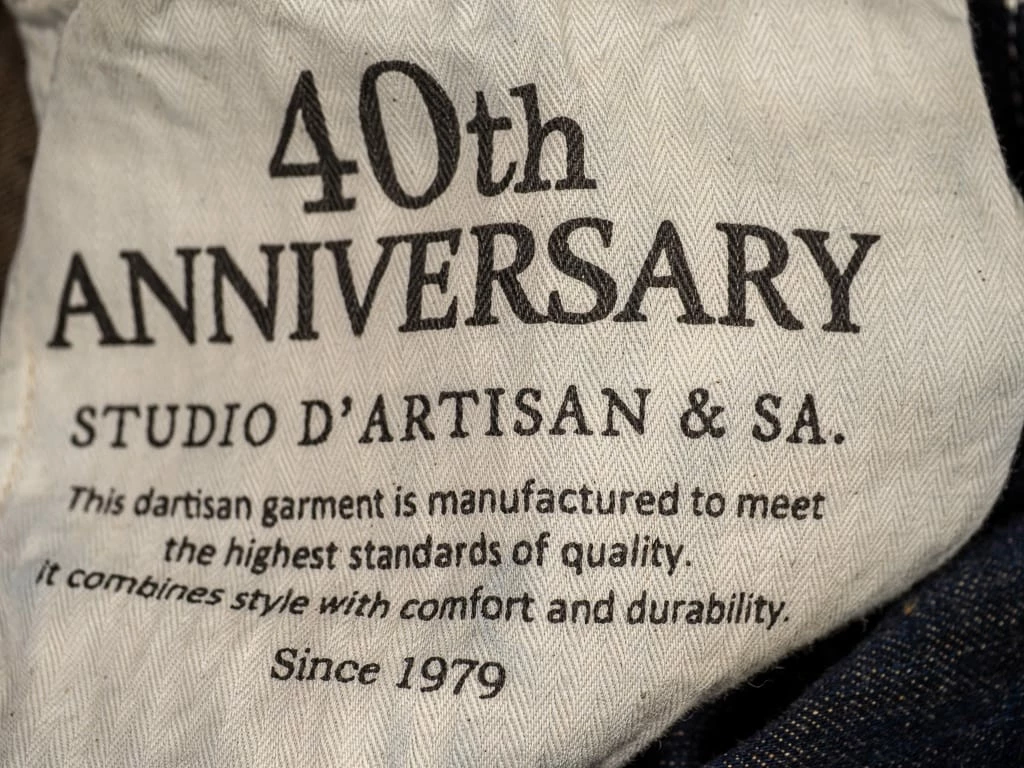 40th
ANNIVERSARY
STUDIO D'ARTISAN & SA.
This dartisan garment is manufactured to meet
the highest standards of quality.
it combines style with comfort and durability.
Since 1979